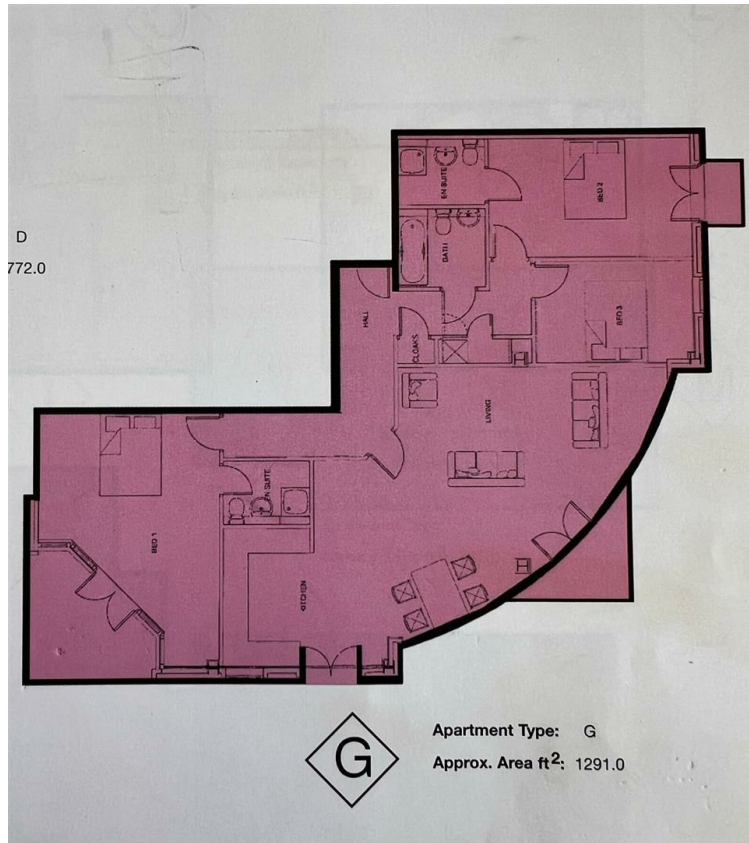 D
772.0
EN SUITE
BED 2
BATH
BED 3
HALL
CLOAKS
LIVING
EN SUITE
BED 1
KITCHEN
G
Apartment Type: G
Approx. Area ft²: 1291.0